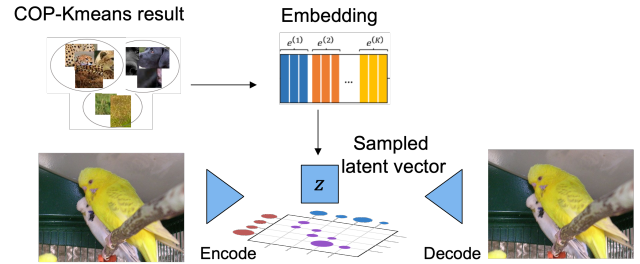 COP-Kmeans result
Embedding
e^(1) e^(2) e^(K)
...
Sampled
latent vector
z
Encode
Decode